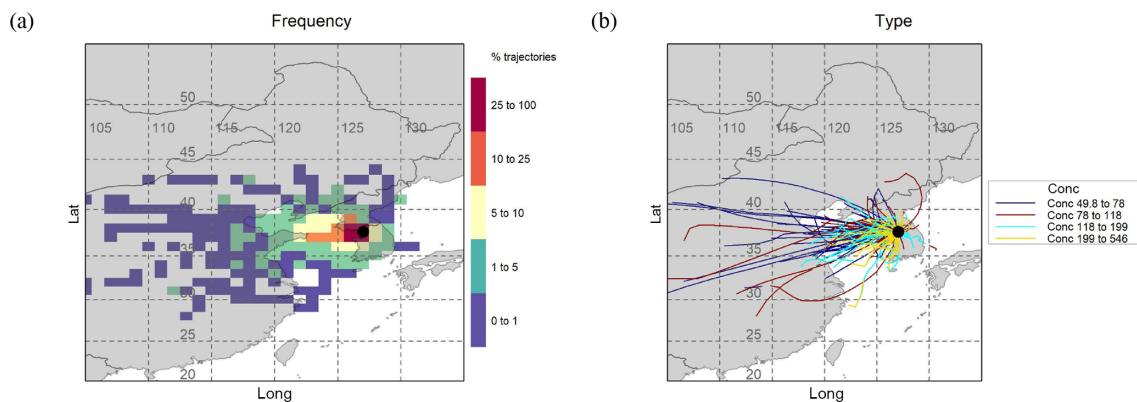 (a)
Frequency
% trajectories
25 to 100
10 to 25
5 to 10
1 to 5
0 to 1
50
105 110 115 120 125 130
45
40
35
30
25
20
Lat
Long
(b)
Type
50
105 110 115 120 125 130
45
40
35
30
25
20
Lat
Long
Conc
Conc 49.8 to 78
Conc 78 to 118
Conc 118 to 199
Conc 199 to 546